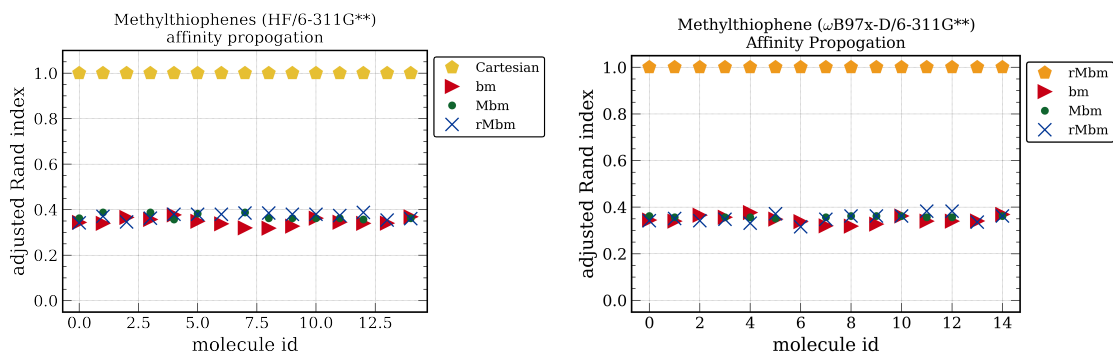 Methylthiophenes (HF/6-311G**)
affinity propogation
adjusted Rand index
1.0
0.8
0.6
0.4
0.2
0.0
0.0 2.5 5.0 7.5 10.0 12.5
molecule id
Cartesian
bm
Mbm
rMbm
Methylthiophene (ωB97x-D/6-311G**)
Affinity Propogation
adjusted Rand index
1.0
0.8
0.6
0.4
0.2
0.0
0 2 4 6 8 10 12 14
molecule id
rMbm
bm
Mbm
rMbm